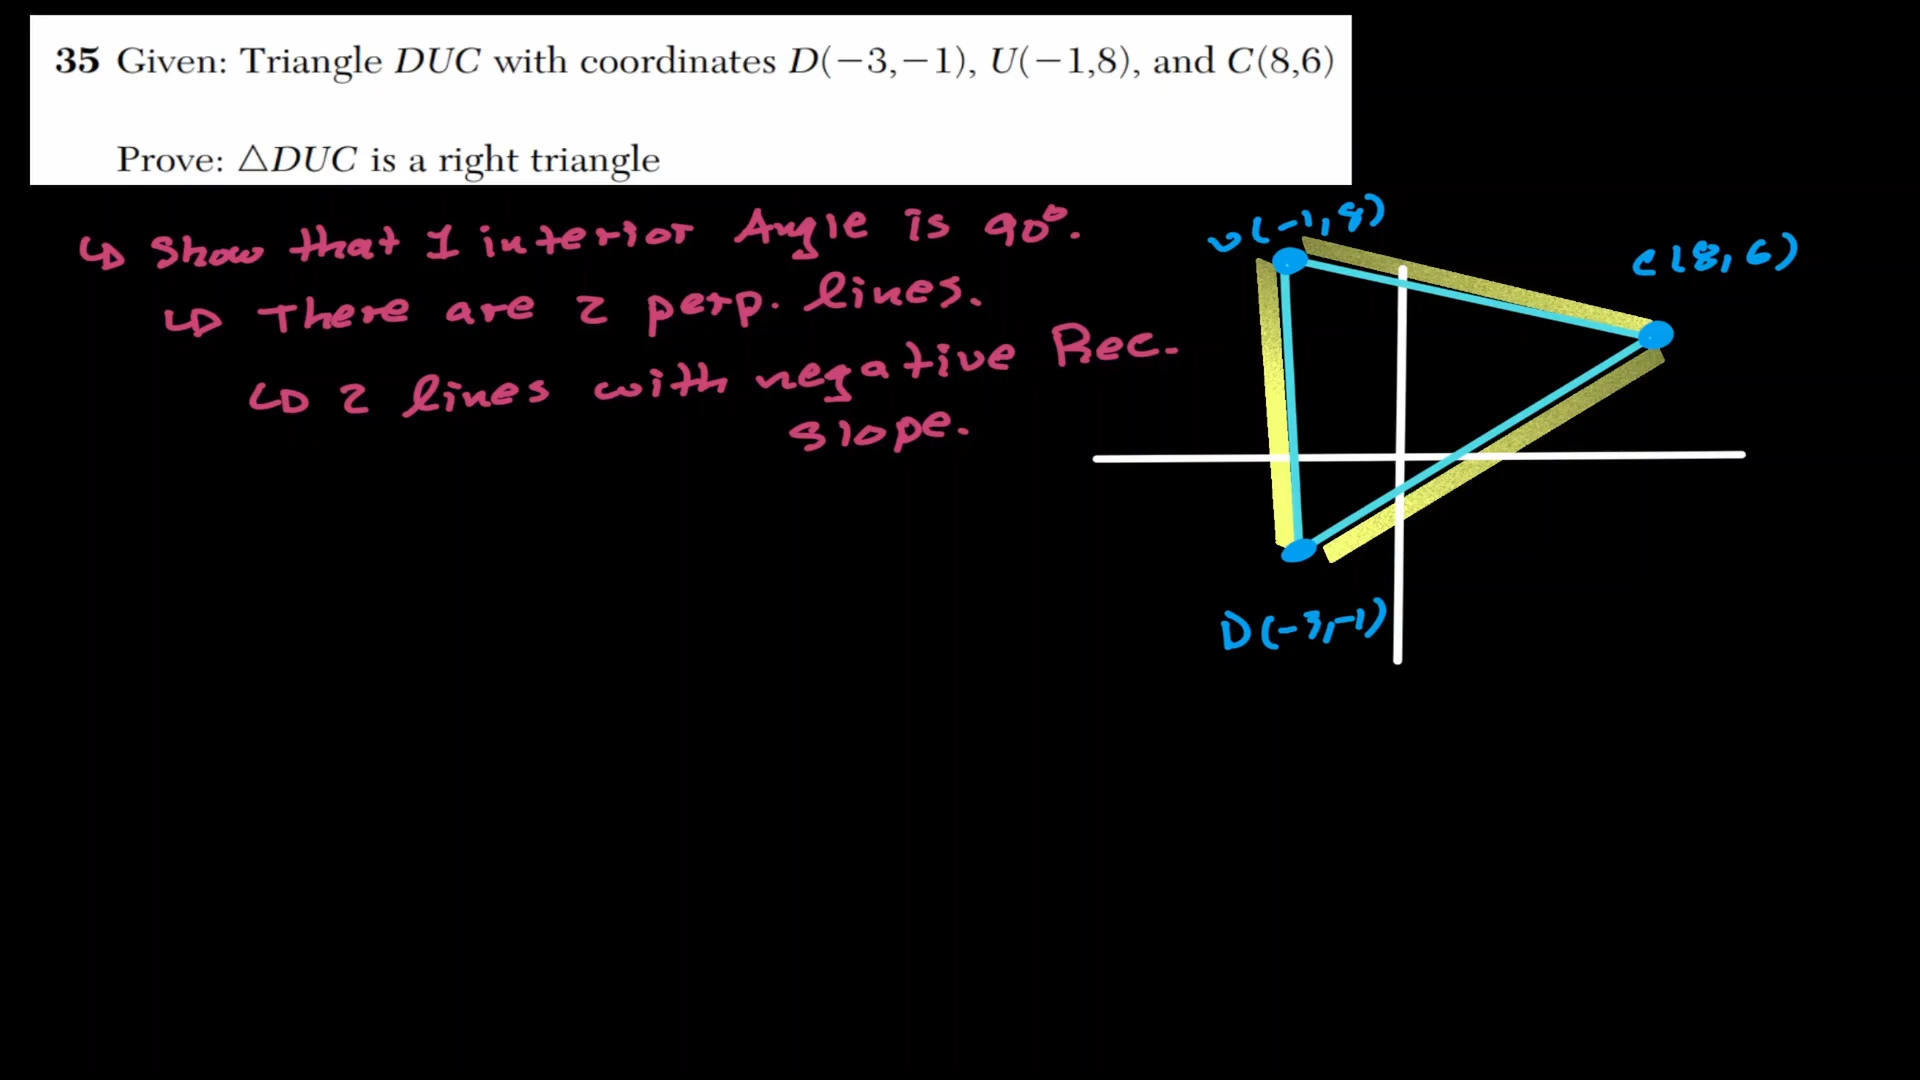 35 Given: Triangle DUC with coordinates D(−3,−1), U(−1,8), and C(8,6)
Prove: △DUC is a right triangle
↳ Show that 1 interior Angle is 90°.
↳ There are 2 perp. lines.
↳ 2 lines with negative Rec.
slope.
U(-1,8)
C(8,6)
D(-3,-1)